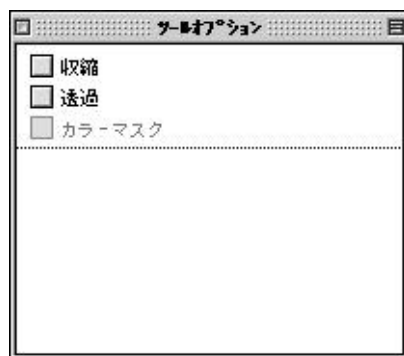 ツールオプション
収縮
透過
カラーマスク